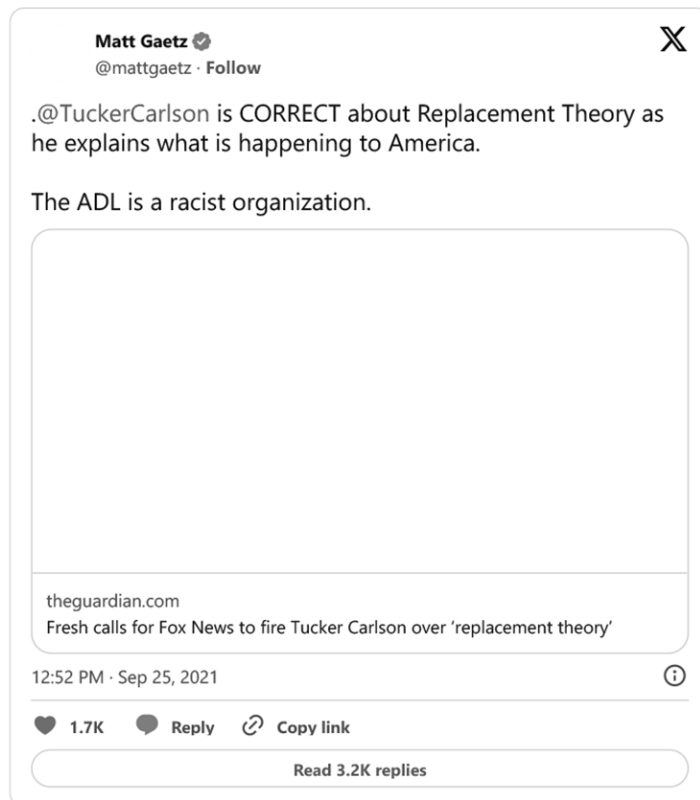 Matt Gaetz
@mattgaetz · Follow
.@TuckerCarlson is CORRECT about Replacement Theory as
he explains what is happening to America.
The ADL is a racist organization.
theguardian.com
Fresh calls for Fox News to fire Tucker Carlson over ‘replacement theory’
12:52 PM · Sep 25, 2021
1.7K Reply Copy link
Read 3.2K replies